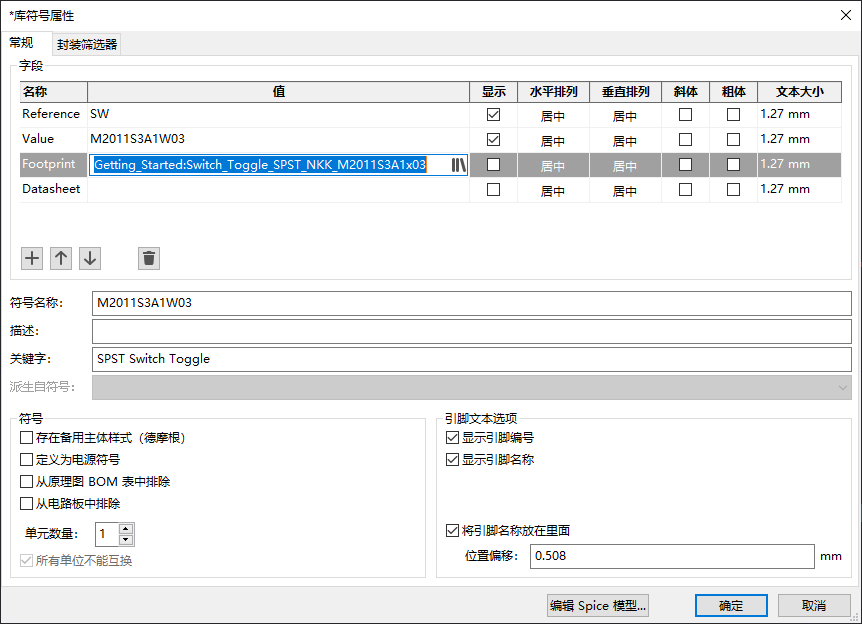 *库符号属性
常规 封装筛选器
字段
名称 值 显示 水平排列 垂直排列 斜体 粗体 文本大小
Reference SW 居中 居中 1.27 mm
Value M2011S3A1W03 居中 居中 1.27 mm
Footprint Getting_Started:Switch_Toggle_SPST_NKK_M2011S3A1x03 居中 居中 1.27 mm
Datasheet 居中 居中 1.27 mm
符号名称: M2011S3A1W03
描述:
关键字: SPST Switch Toggle
派生自符号:
符号
存在备用主体样式（德摩根）
定义为电源符号
从原理图 BOM 表中排除
从电路板中排除
单元数量: 1
所有单位不能互换
引脚文本选项
显示引脚编号
显示引脚名称
将引脚名称放在里面
位置偏移: 0.508 mm
编辑 Spice 模型... 确定 取消